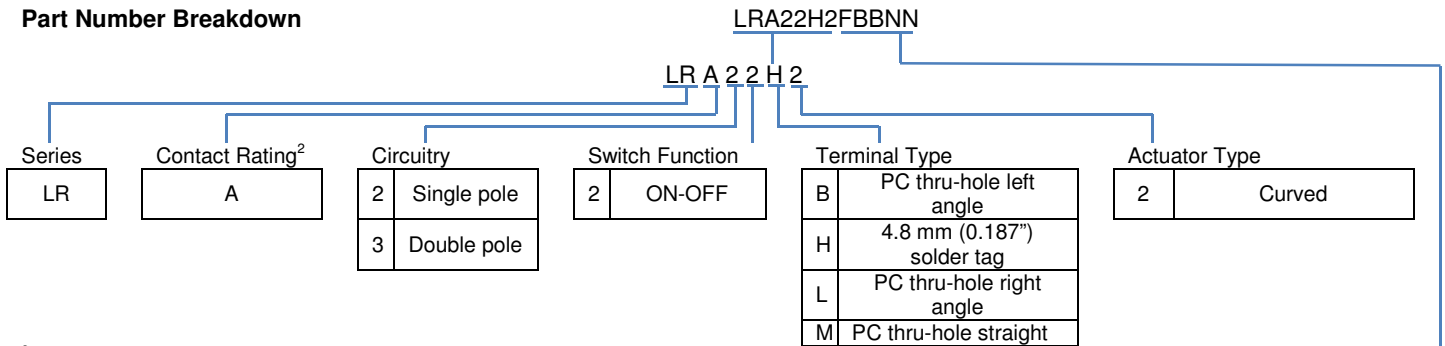 Part Number Breakdown LRA22H2FBBNN
LR A 2 2 H 2
Series Contact Rating2 Circuitry Switch Function Terminal Type Actuator Type
LR A 2 Single pole 2 ON-OFF B PC thru-hole left angle 2 Curved
3 Double pole H 4.8 mm (0.187”) solder tag
L PC thru-hole right angle
M PC thru-hole straight